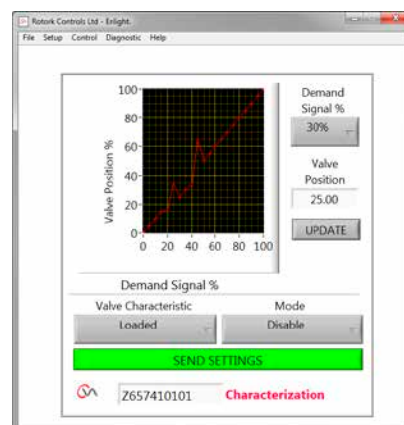 Rotork Controls Ltd - Enlight.
File Setup Control Diagnostic Help
Demand
Signal %
30%
Valve
Position
25.00
UPDATE
Valve Position %
100
80
60
40
20
0
0 20 40 60 80 100
Demand Signal %
Valve Characteristic Mode
Loaded Disable
SEND SETTINGS
Z657410101 Characterization